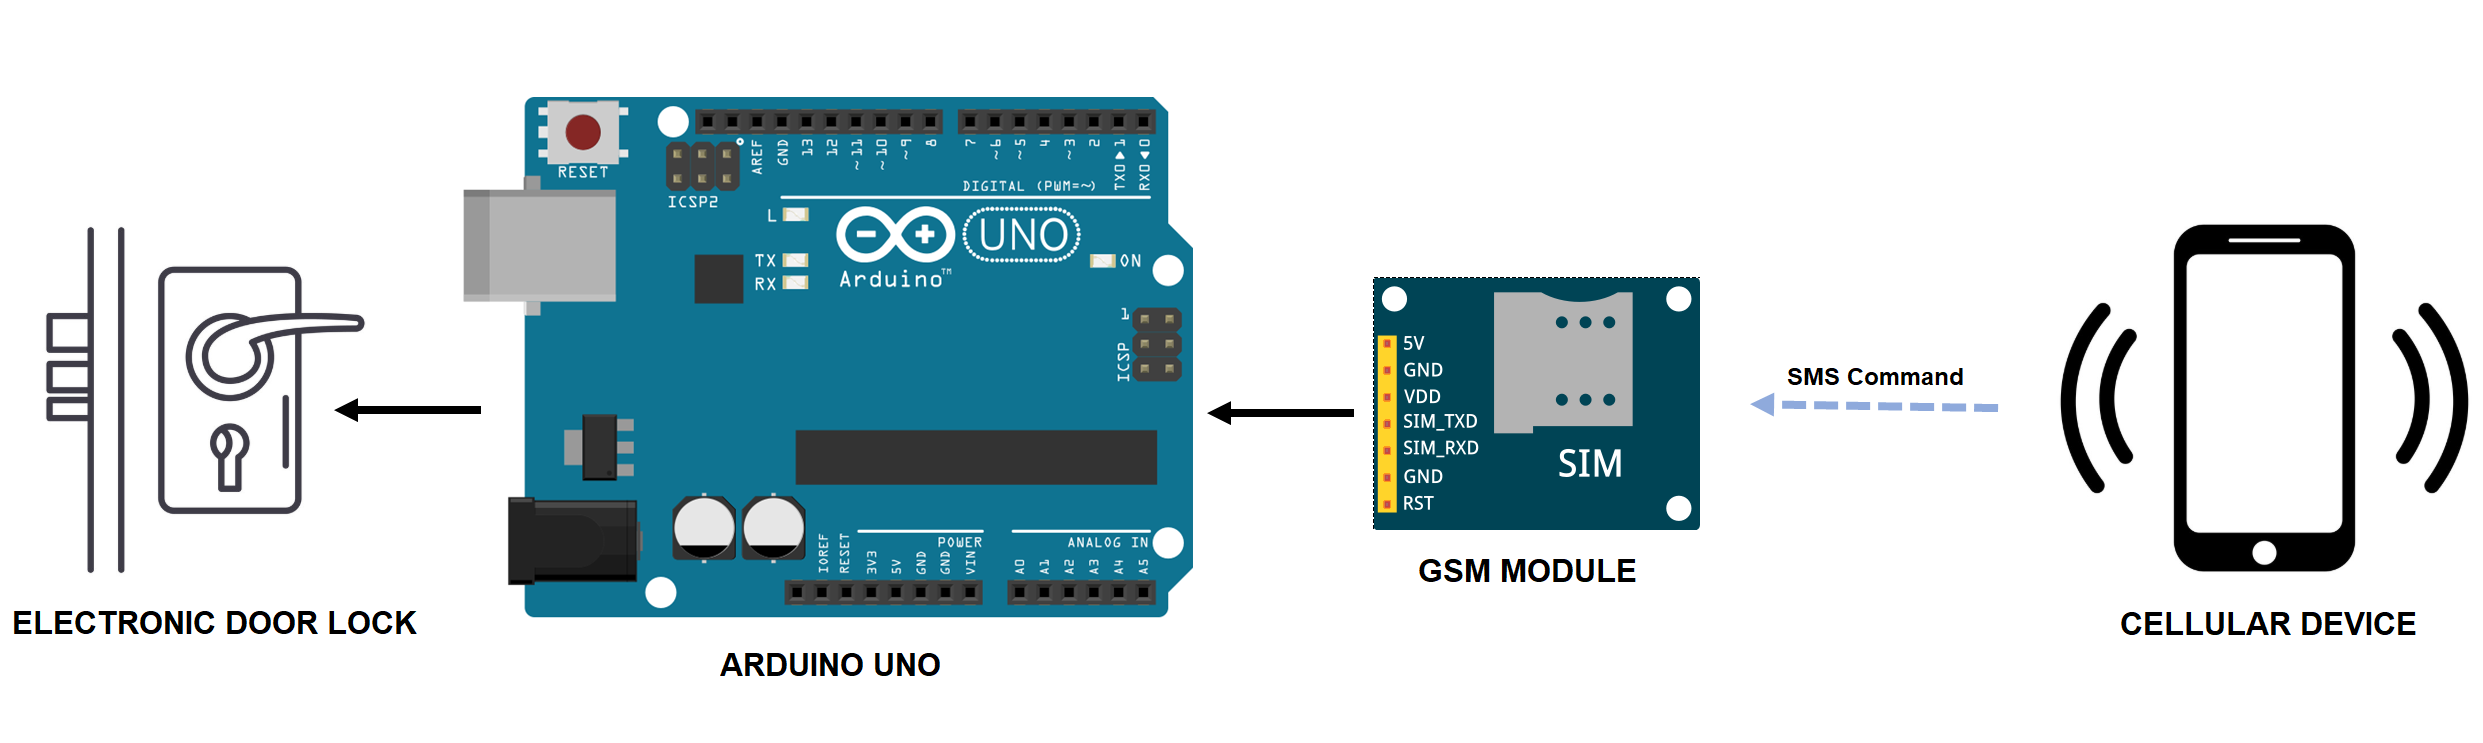 RESET
ICSP2
AREF
GND
13
12
~11
~10
~9
8
7
~6
~5
4
~3
2
TX0▶1
RX0◀0
DIGITAL (PWM=~)
L
TX
RX
Arduino™
UNO
ON
1
ICSP
IOREF
RESET
3V3
5V
GND
GND
VIN
POWER
A0
A1
A2
A3
A4
A5
ANALOG IN
5V
GND
VDD
SIM_TXD
SIM_RXD
GND
RST
SIM
SMS Command
ELECTRONIC DOOR LOCK
ARDUINO UNO
GSM MODULE
CELLULAR DEVICE